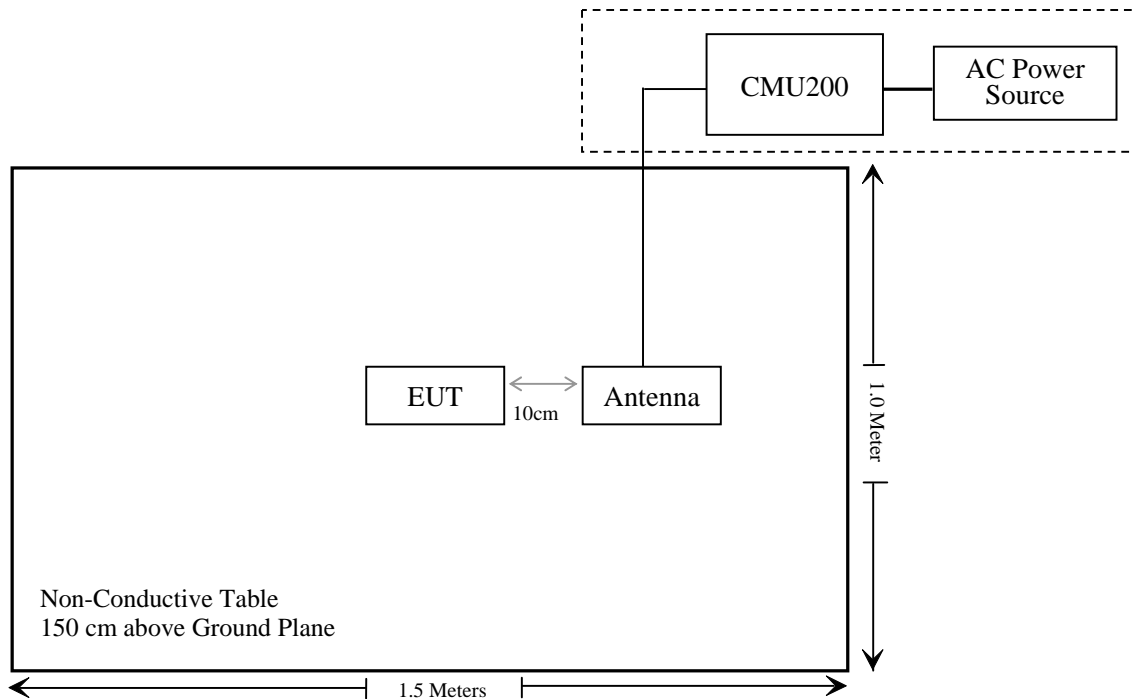 CMU200
AC Power
Source
EUT
10cm
Antenna
1.0 Meter
Non-Conductive Table
150 cm above Ground Plane
1.5 Meters